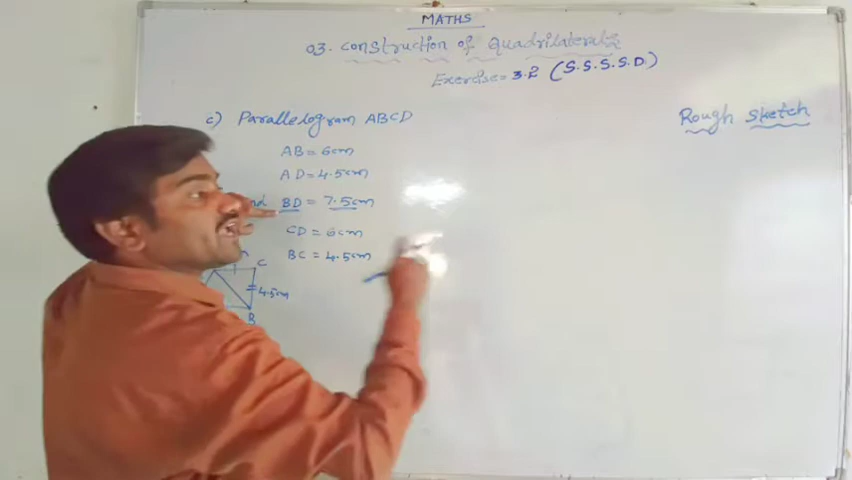 MATHS
03. Construction of Quadrilaterals
Exercise - 3.2 (S.S.S.S.D)
Rough Sketch
c) Parallelogram ABCD
AB = 6cm
AD = 4.5cm
BD = 7.5cm
CD = 6cm
BC = 4.5cm
C
4.5cm
B